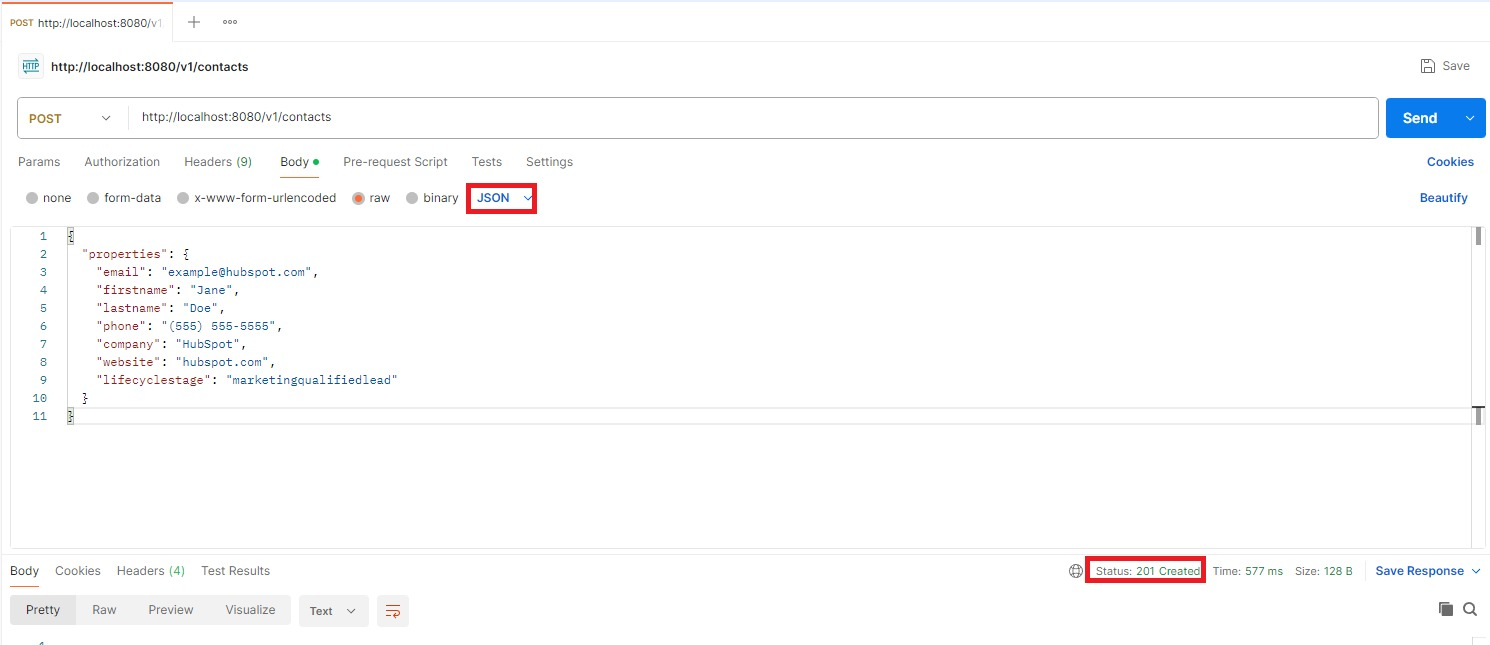 POST http://localhost:8080/v1
HTTP http://localhost:8080/v1/contacts Save
POST http://localhost:8080/v1/contacts Send
Params Authorization Headers (9) Body Pre-request Script Tests Settings Cookies
none form-data x-www-form-urlencoded raw binary JSON Beautify
1 {
2 "properties": {
3 "email": "example@hubspot.com",
4 "firstname": "Jane",
5 "lastname": "Doe",
6 "phone": "(555) 555-5555",
7 "company": "HubSpot",
8 "website": "hubspot.com",
9 "lifecyclestage": "marketingqualifiedlead"
10 }
11 }
Body Cookies Headers (4) Test Results Status: 201 Created Time: 577 ms Size: 128 B Save Response
Pretty Raw Preview Visualize Text